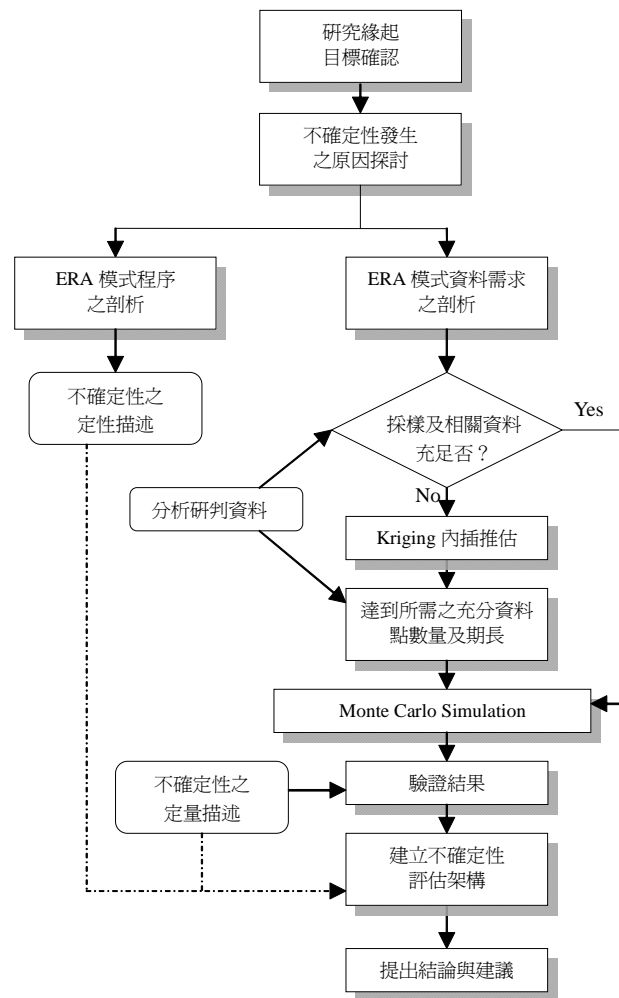 研究緣起
目標確認
不確定性發生
之原因探討
ERA 模式程序
之剖析
ERA 模式資料需求
之剖析
不確定性之
定性描述
採樣及相關資料
充足否？
Yes
No
分析研判資料
Kriging 內插推估
達到所需之充分資料
點數量及期長
Monte Carlo Simulation
不確定性之
定量描述
驗證結果
建立不確定性
評估架構
提出結論與建議